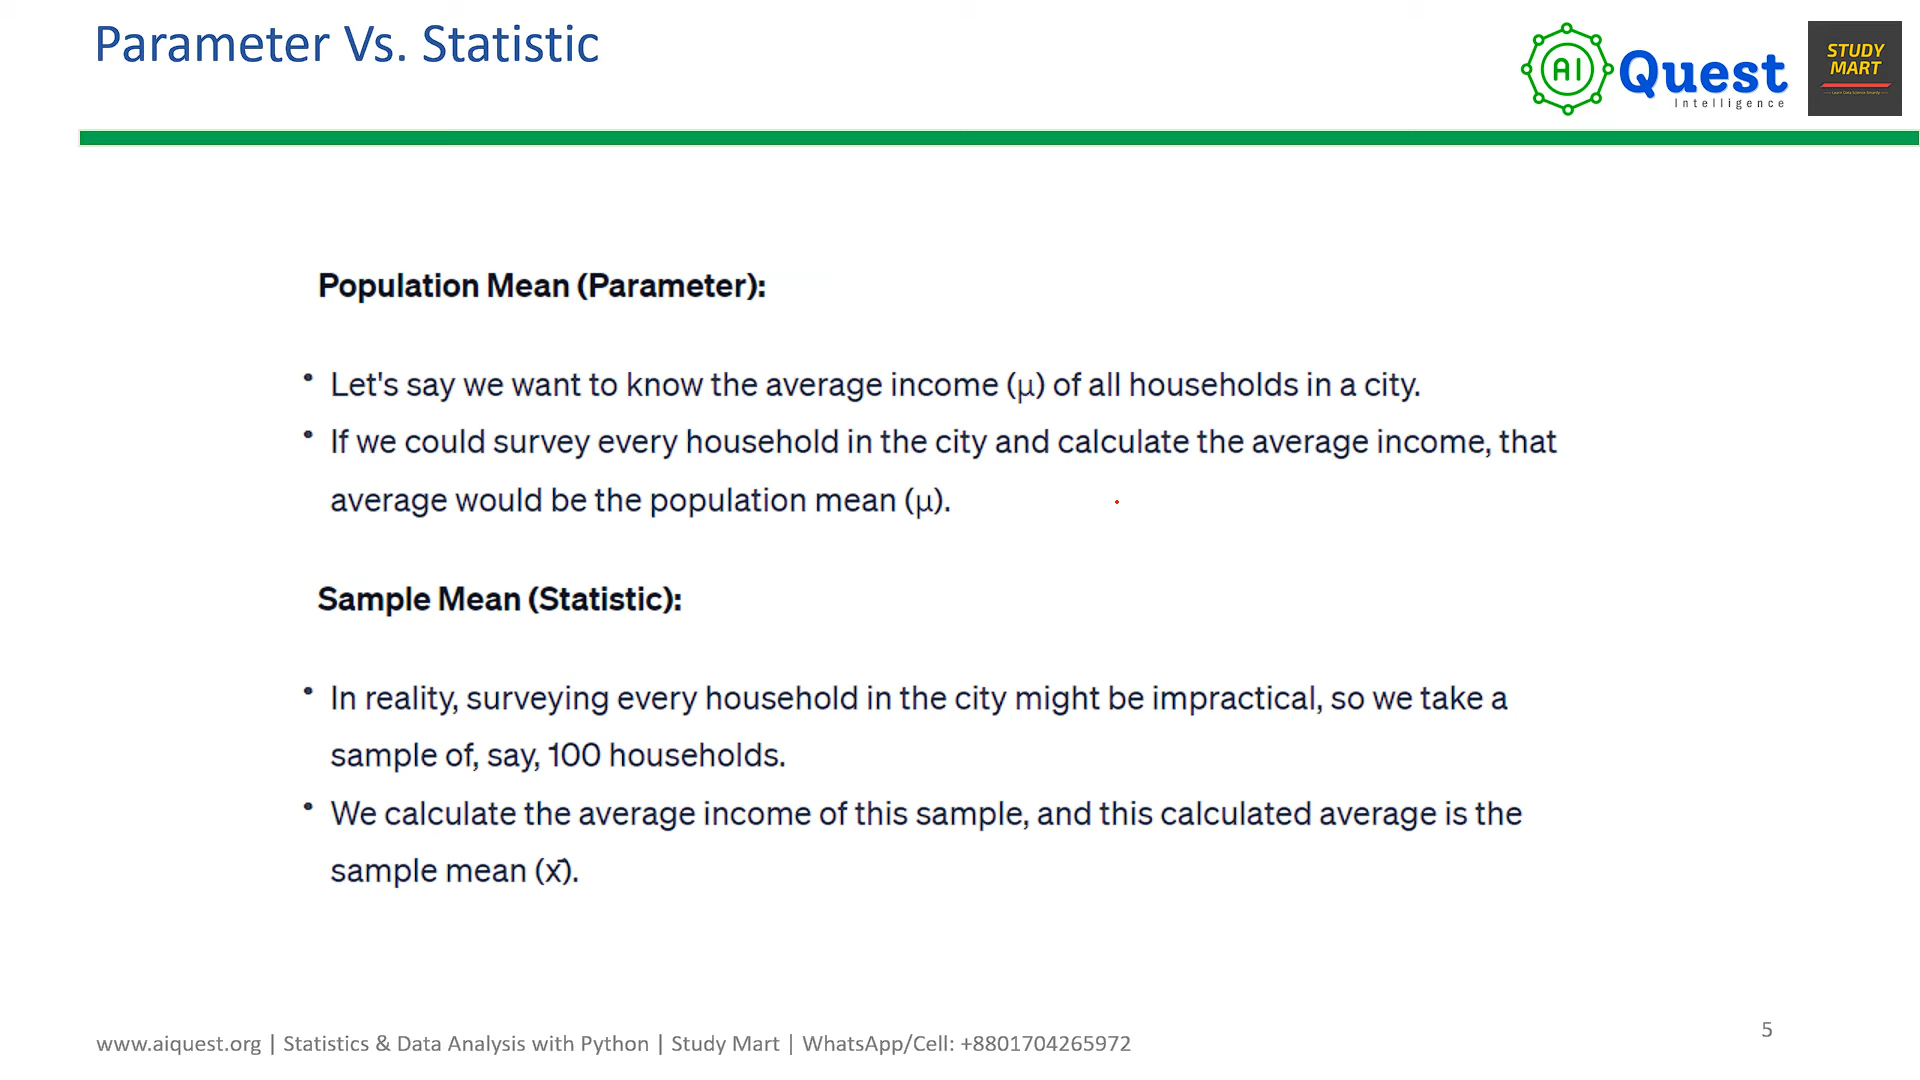 Parameter Vs. Statistic
AI Quest
Intelligence
STUDY
MART
Population Mean (Parameter):
• Let's say we want to know the average income (μ) of all households in a city.
• If we could survey every household in the city and calculate the average income, that
average would be the population mean (μ).
Sample Mean (Statistic):
• In reality, surveying every household in the city might be impractical, so we take a
sample of, say, 100 households.
• We calculate the average income of this sample, and this calculated average is the
sample mean (x̄).
www.aiquest.org | Statistics & Data Analysis with Python | Study Mart | WhatsApp/Cell: +8801704265972
5